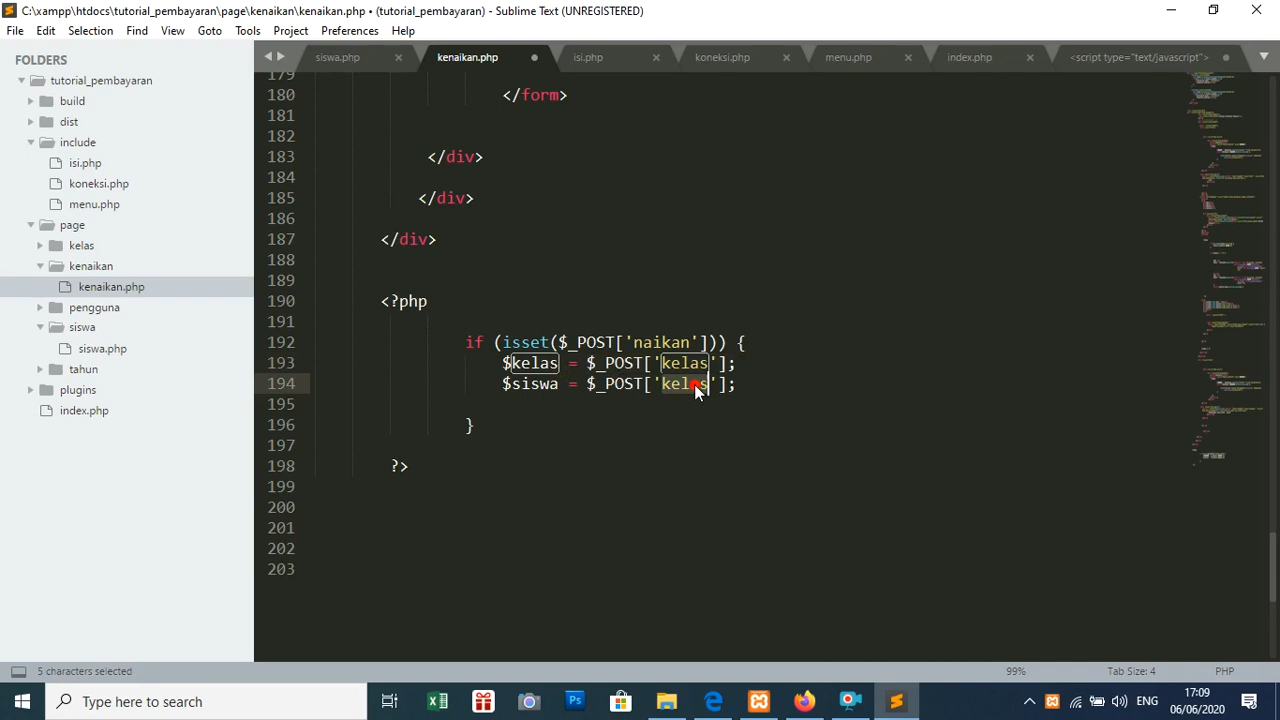 C:\xampp\htdocs\tutorial_pembayaran\page\kenaikan\kenaikan.php • (tutorial_pembayaran) - Sublime Text (UNREGISTERED)
File Edit Selection Find View Goto Tools Project Preferences Help
FOLDERS
tutorial_pembayaran
build
dist
include
isi.php
koneksi.php
menu.php
page
kelas
kenaikan
kenaikan.php
pengguna
siswa
siswa.php
tahun
plugins
index.php
siswa.php kenaikan.php isi.php koneksi.php menu.php index.php <script type="text/javascript">
179
180 </form>
181
182
183 </div>
184
185 </div>
186
187 </div>
188
189
190 <?php
191
192 if (isset($_POST['naikan'])) {
193 $kelas = $_POST['kelas'];
194 $siswa = $_POST['kelas'];
195
196 }
197
198 ?>
199
200
201
202
203
5 characters selected 99% Tab Size: 4 PHP
Type here to search
ENG
17:09
06/06/2020